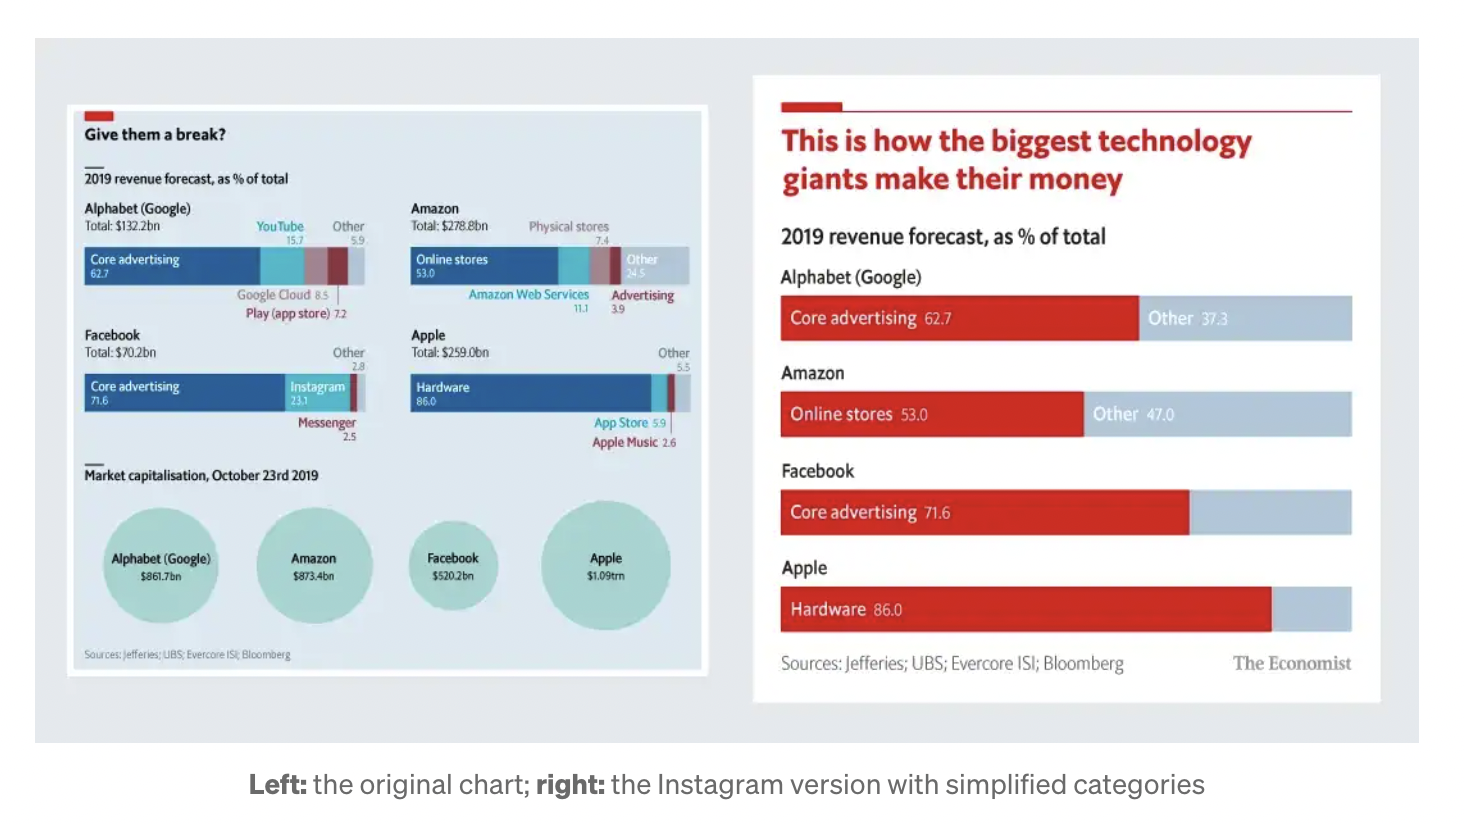 Give them a break?
2019 revenue forecast, as % of total
Alphabet (Google)
Total: $132.2bn
YouTube
15.7
Other
5.9
Core advertising
62.7
Google Cloud 8.5
Play (app store) 7.2
Amazon
Total: $278.8bn
Physical stores
7.4
Online stores
53.0
Other
24.5
Amazon Web Services
11.1
Advertising
3.9
Facebook
Total: $70.2bn
Other
2.8
Core advertising
71.6
Instagram
23.1
Messenger
2.5
Apple
Total: $259.0bn
Other
5.5
Hardware
86.0
App Store 5.9
Apple Music 2.6
Market capitalisation, October 23rd 2019
Alphabet (Google)
$861.7bn
Amazon
$873.4bn
Facebook
$520.2bn
Apple
$1.09trn
Sources: Jefferies; UBS; Evercore ISI; Bloomberg
This is how the biggest technology
giants make their money
2019 revenue forecast, as % of total
Alphabet (Google)
Core advertising 62.7
Other 37.3
Amazon
Online stores 53.0
Other 47.0
Facebook
Core advertising 71.6
Apple
Hardware 86.0
Sources: Jefferies; UBS; Evercore ISI; Bloomberg
The Economist
Left: the original chart; right: the Instagram version with simplified categories